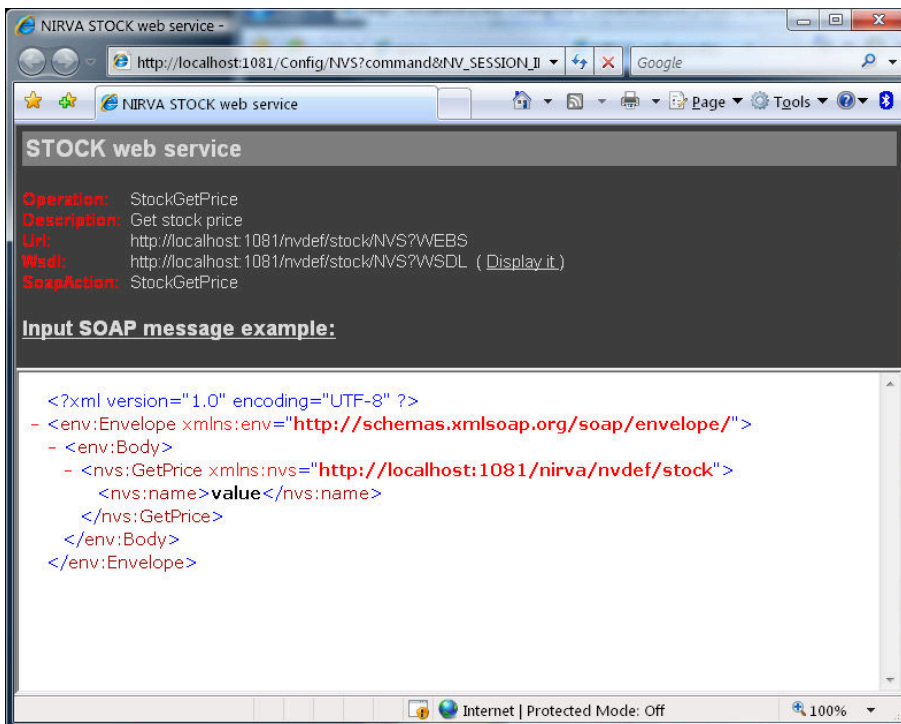 NIRVA STOCK web service -
http://localhost:1081/Config/NVS?command&NV_SESSION_I
Google
NIRVA STOCK web service
Page
Tools
STOCK web service
Operation: StockGetPrice
Description: Get stock price
Url: http://localhost:1081/nvdef/stock/NVS?WEBS
Wsdl: http://localhost:1081/nvdef/stock/NVS?WSDL ( Display it )
SoapAction: StockGetPrice
Input SOAP message example:
<?xml version="1.0" encoding="UTF-8" ?>
- <env:Envelope xmlns:env="http://schemas.xmlsoap.org/soap/envelope/">
- <env:Body>
- <nvs:GetPrice xmlns:nvs="http://localhost:1081/nirva/nvdef/stock">
<nvs:name>value</nvs:name>
</nvs:GetPrice>
</env:Body>
</env:Envelope>
Internet | Protected Mode: Off
100%